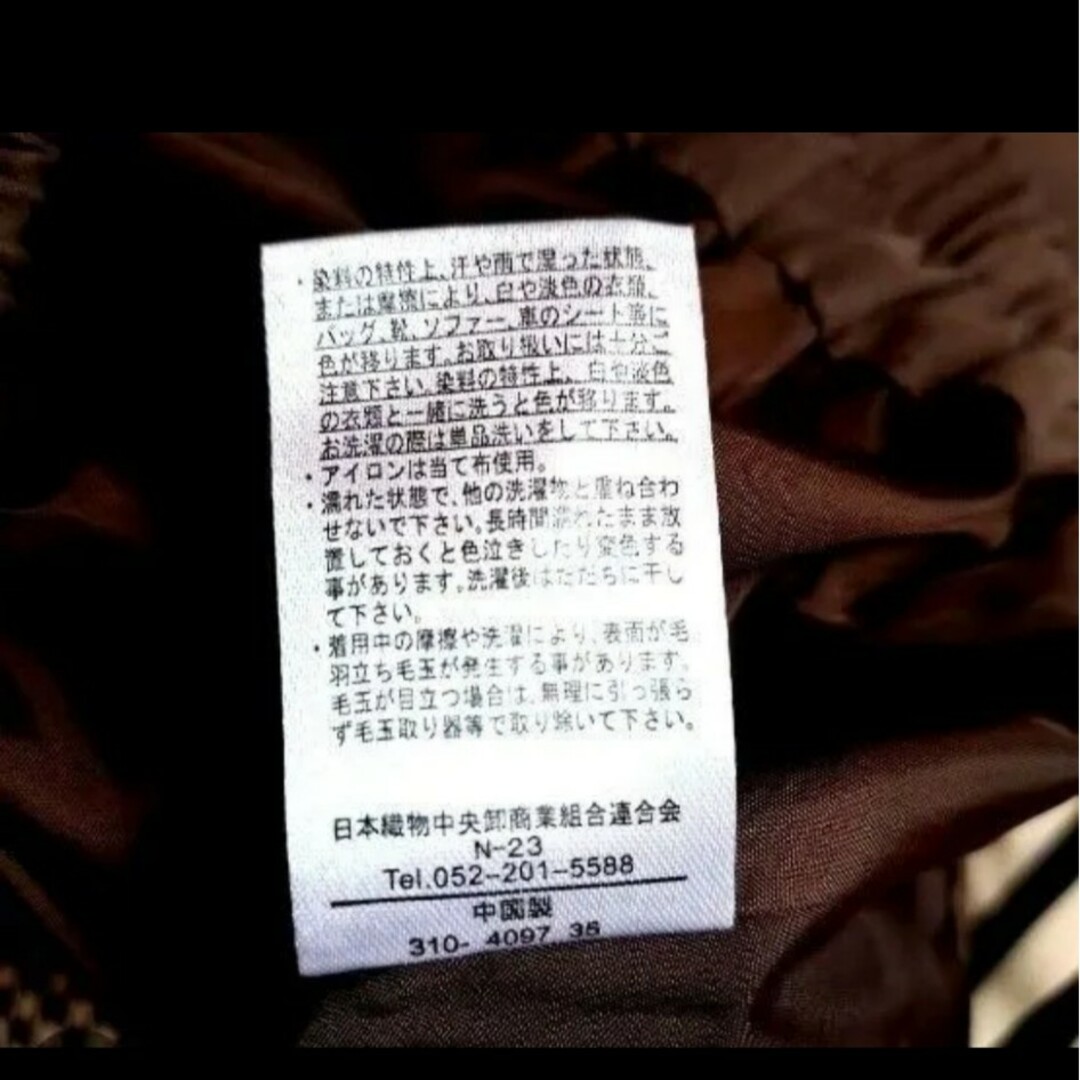 ・染料の特性上、汗や雨で湿った状態、
または摩擦により、白や淡色の衣類、
バッグ、靴、ソファー、車のシート等に
色が移ります。お取り扱いには十分ご
注意下さい。染料の特性上、白や淡色
の衣類と一緒に洗うと色が移ります。
お洗濯の際は単品洗いをして下さい。
・アイロンは当て布使用。
・濡れた状態で、他の洗濯物と重ね合わ
せないで下さい。長時間濡れたまま放
置しておくと色泣きしたり変色する
事があります。洗濯後はただちに干し
て下さい。
・着用中の摩擦や洗濯により、表面が毛
羽立ち毛玉が発生する事があります。
毛玉が目立つ場合は、無理に引っ張ら
ず毛玉取り器等で取り除いて下さい。
日本織物中央卸商業組合連合会
N-23
Tel.052-201-5588
中国製
310- 4097 36